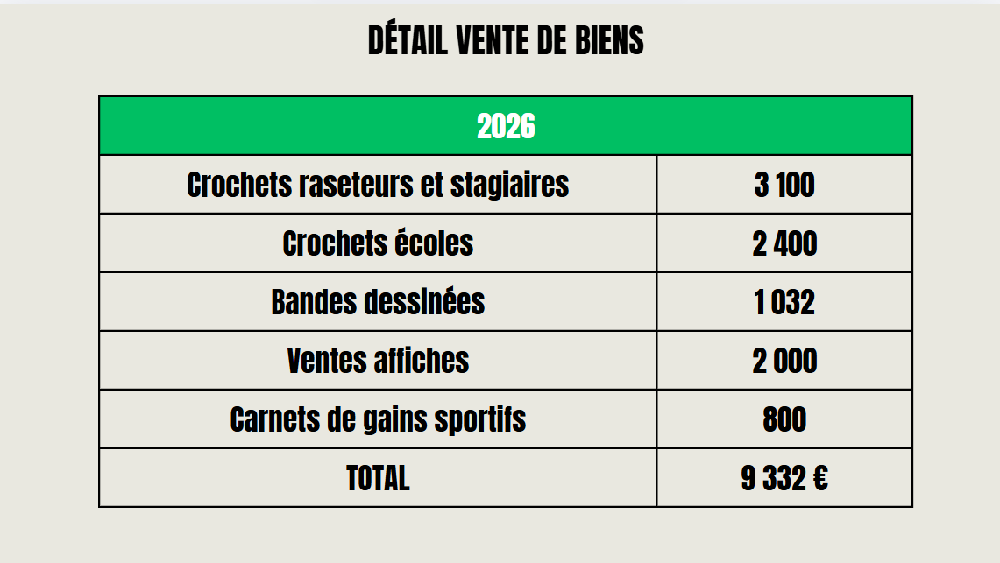 DÉTAIL VENTE DE BIENS
2026
Crochets raseteurs et stagiaires 3 100
Crochets écoles 2 400
Bandes dessinées 1 032
Ventes affiches 2 000
Carnets de gains sportifs 800
TOTAL 9 332 €